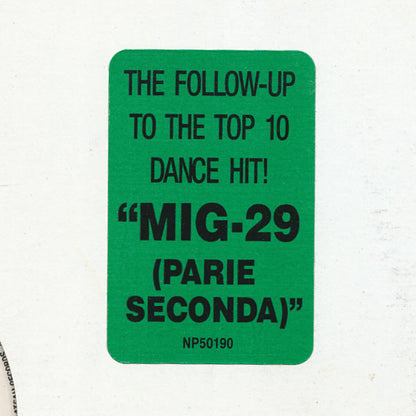 THE FOLLOW-UP
TO THE TOP 10
DANCE HIT!
“MIG-29
(PARIE
SECONDA)”
NP50190